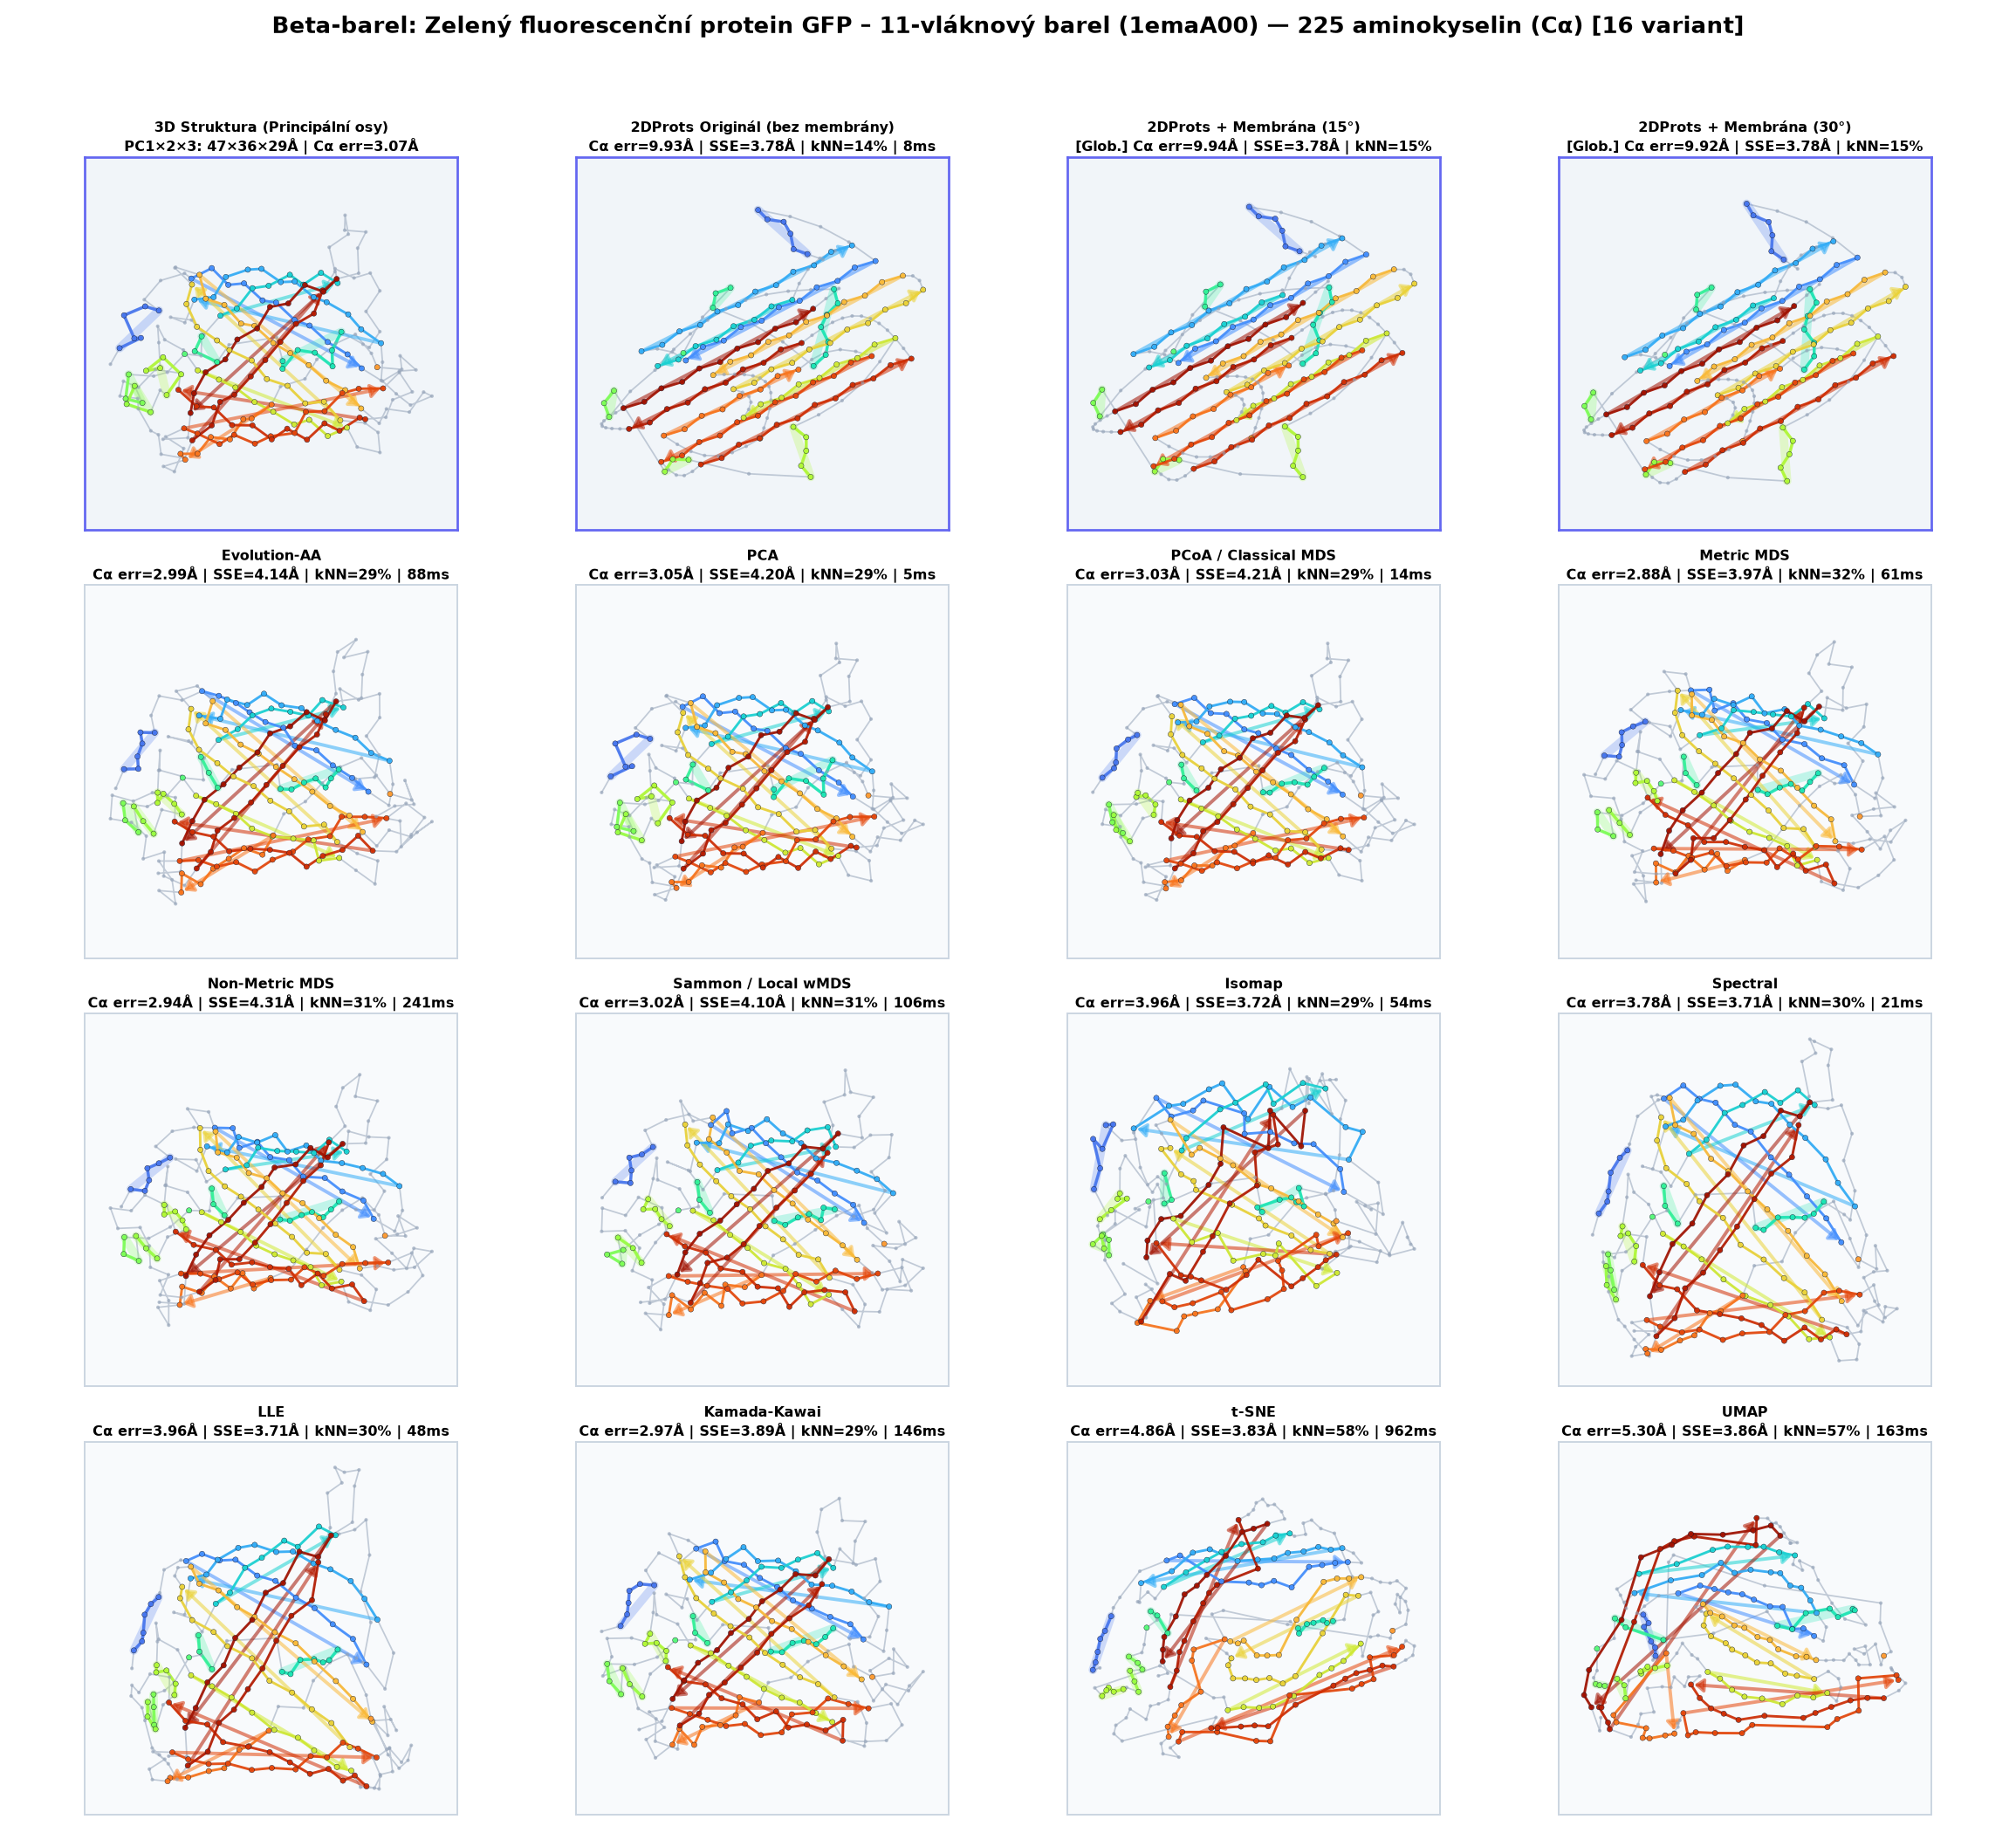 Beta-barel: Zelený fluorescenční protein GFP – 11-vláknový barel (1emaA00) — 225 aminokyselin (Cα) [16 variant]
3D Struktura (Principální osy)
PC1×2×3: 47×36×29Å | Cα err=3.07Å
2DProts Originál (bez membrány)
Cα err=9.93Å | SSE=3.78Å | kNN=14% | 8ms
2DProts + Membrána (15°)
[Glob.] Cα err=9.94Å | SSE=3.78Å | kNN=15%
2DProts + Membrána (30°)
[Glob.] Cα err=9.92Å | SSE=3.78Å | kNN=15%
Evolution-AA
Cα err=2.99Å | SSE=4.14Å | kNN=29% | 88ms
PCA
Cα err=3.05Å | SSE=4.20Å | kNN=29% | 5ms
PCoA / Classical MDS
Cα err=3.03Å | SSE=4.21Å | kNN=29% | 14ms
Metric MDS
Cα err=2.88Å | SSE=3.97Å | kNN=32% | 61ms
Non-Metric MDS
Cα err=2.94Å | SSE=4.31Å | kNN=31% | 241ms
Sammon / Local wMDS
Cα err=3.02Å | SSE=4.10Å | kNN=31% | 106ms
Isomap
Cα err=3.96Å | SSE=3.72Å | kNN=29% | 54ms
Spectral
Cα err=3.78Å | SSE=3.71Å | kNN=30% | 21ms
LLE
Cα err=3.96Å | SSE=3.71Å | kNN=30% | 48ms
Kamada-Kawai
Cα err=2.97Å | SSE=3.89Å | kNN=29% | 146ms
t-SNE
Cα err=4.86Å | SSE=3.83Å | kNN=58% | 962ms
UMAP
Cα err=5.30Å | SSE=3.86Å | kNN=57% | 163ms